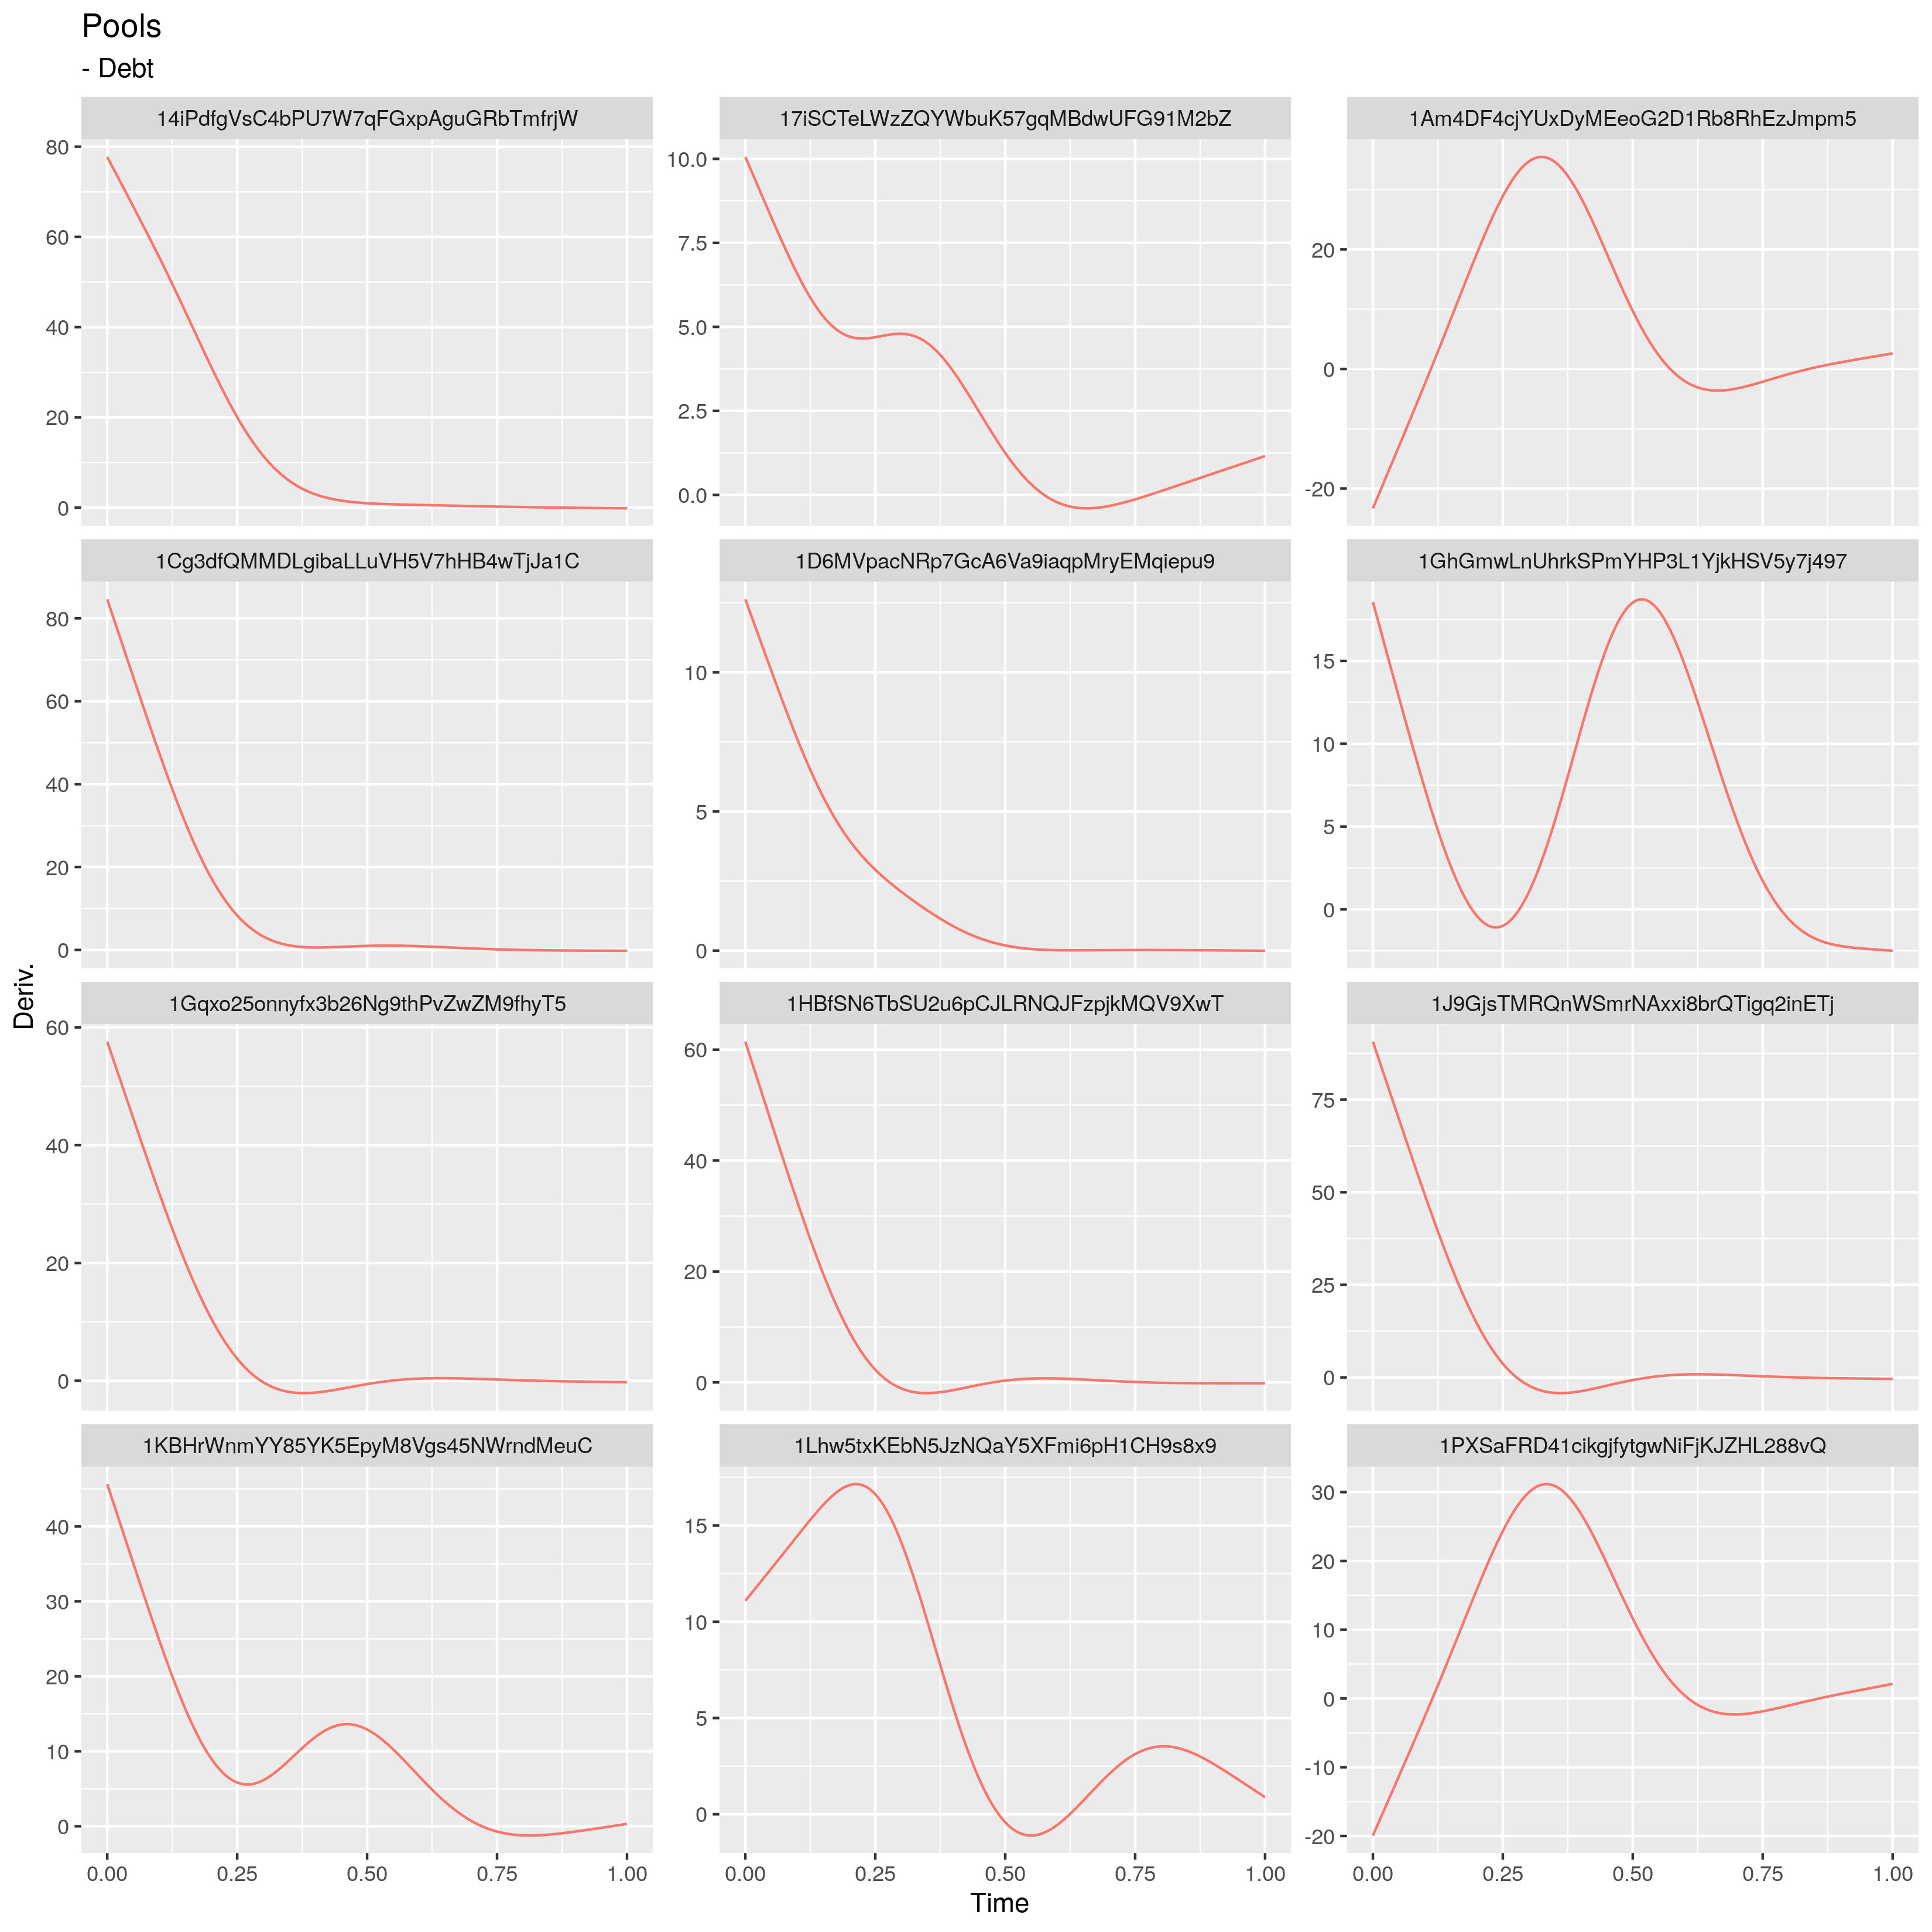 Pools
- Debt
14iPdfgVsC4bPU7W7qFGxpAguGRbTmfrjW
17iSCTeLWzZQYWbuK57gqMBdwUFG91M2bZ
1Am4DF4cjYUxDyMEeoG2D1Rb8RhEzJmpm5
80
60
40
20
0
10.0
7.5
5.0
2.5
0.0
20
0
-20
1Cg3dfQMMDLgibaLLuVH5V7hHB4wTjJa1C
1D6MVpacNRp7GcA6Va9iaqpMryEMqiepu9
1GhGmwLnUhrkSPmYHP3L1YjkHSV5y7j497
80
60
40
20
0
10
5
0
15
10
5
0
Deriv.
1Gqxo25onnyfx3b26Ng9thPvZwZM9fhyT5
1HBfSN6TbSU2u6pCJLRNQJFzpjkMQV9XwT
1J9GjsTMRQnWSmrNAxxi8brQTigq2inETj
60
40
20
0
60
40
20
0
75
50
25
0
1KBHrWnmYY85YK5EpyM8Vgs45NWrndMeuC
1Lhw5txKEbN5JzNQaY5XFmi6pH1CH9s8x9
1PXSaFRD41cikgjfytgwNiFjKJZHL288vQ
40
30
20
10
0
15
10
5
0
30
20
10
0
-10
-20
0.00 0.25 0.50 0.75 1.00
0.00 0.25 0.50 0.75 1.00
0.00 0.25 0.50 0.75 1.00
Time